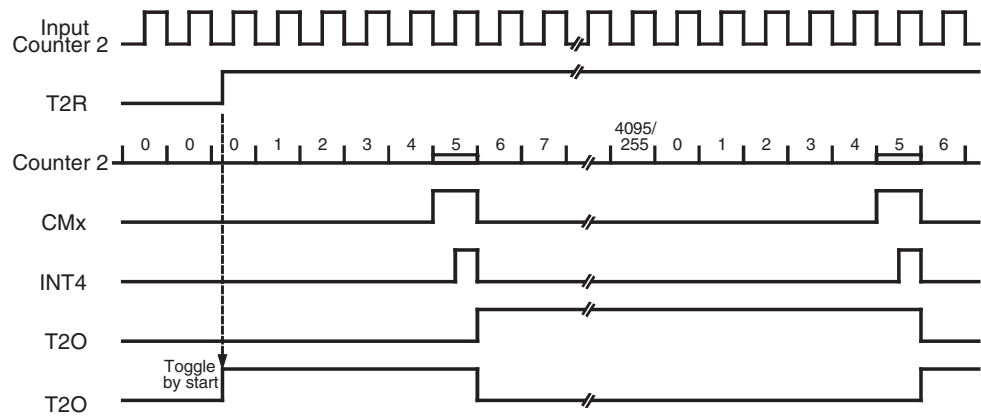 Input
Counter 2
T2R
4095/
Counter 2 0 0 0 1 2 3 4 5 6 7 255 0 1 2 3 4 5 6
CMx
INT4
T2O
Toggle
by start
T2O